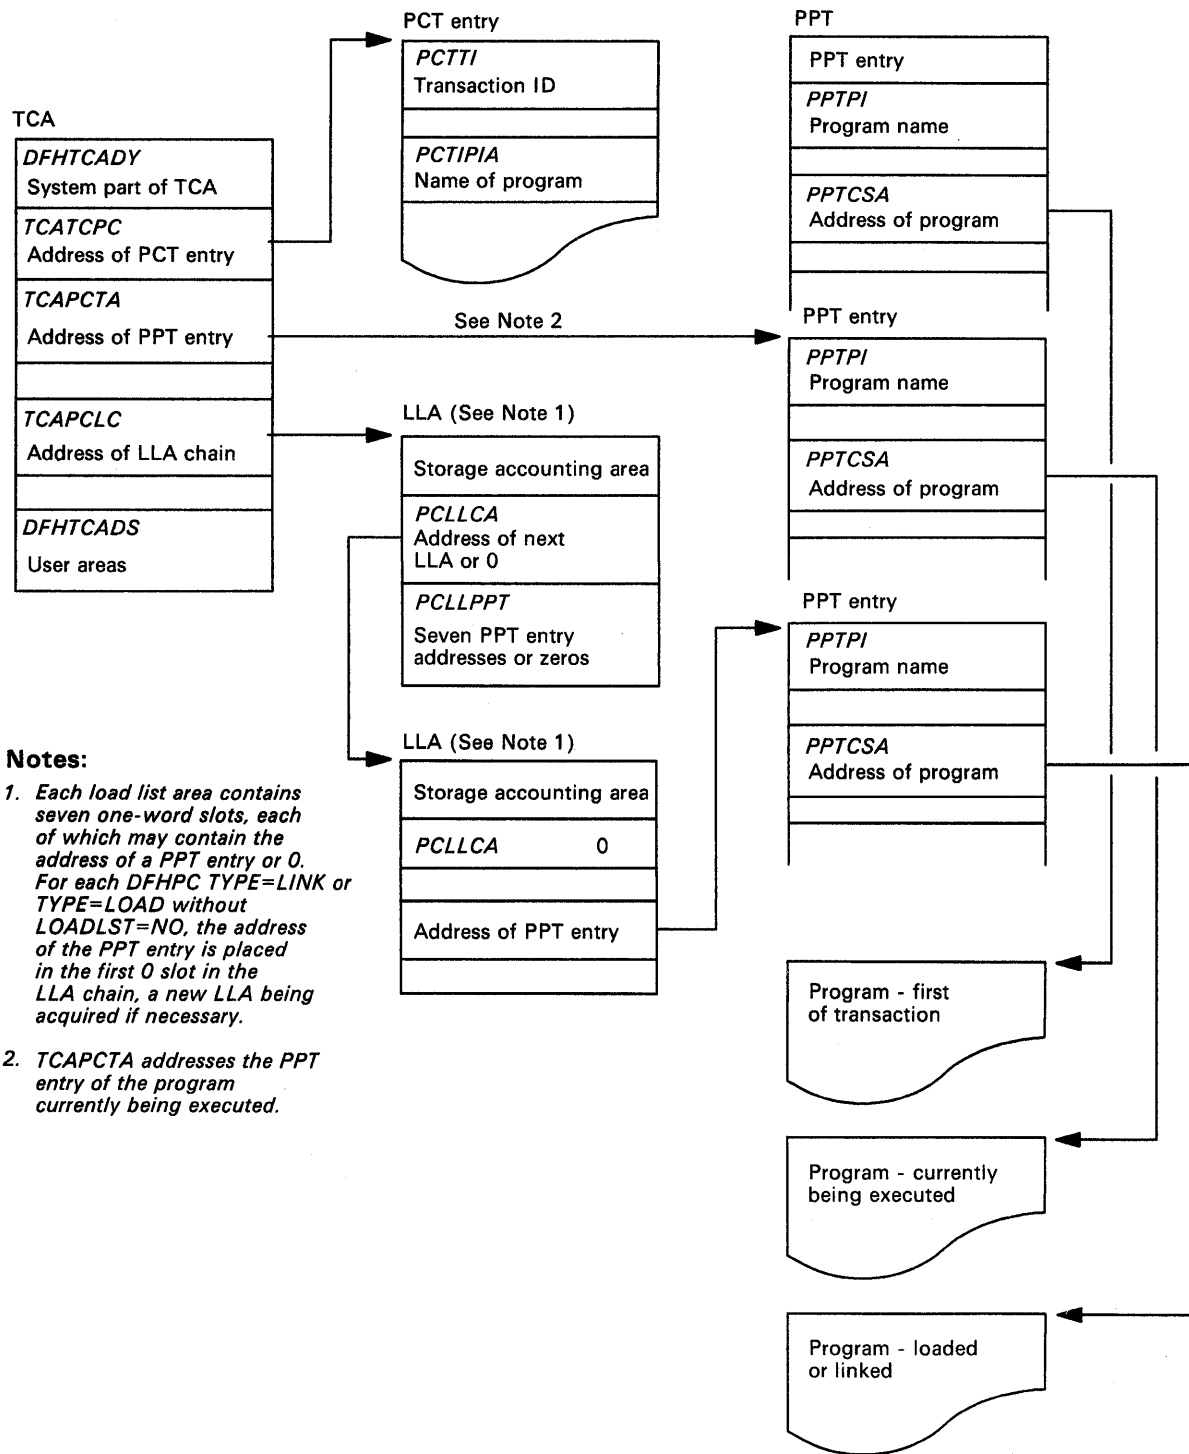 PCT entry
PCTTI
Transaction ID
PCTIPIA
Name of program
PPT
PPT entry
PPTPI
Program name
PPTCSA
Address of program
TCA
DFHTCADY
System part of TCA
TCATCPC
Address of PCT entry
TCAPCTA
Address of PPT entry
TCAPCLC
Address of LLA chain
DFHTCADS
User areas
See Note 2
PPT entry
PPTPI
Program name
PPTCSA
Address of program
LLA (See Note 1)
Storage accounting area
PCLLCA
Address of next
LLA or 0
PCLLPPT
Seven PPT entry
addresses or zeros
PPT entry
PPTPI
Program name
PPTCSA
Address of program
LLA (See Note 1)
Storage accounting area
PCLLCA 0
Address of PPT entry
Notes:
1. Each load list area contains
seven one-word slots, each
of which may contain the
address of a PPT entry or 0.
For each DFHPC TYPE=LINK or
TYPE=LOAD without
LOADLST=NO, the address
of the PPT entry is placed
in the first 0 slot in the
LLA chain, a new LLA being
acquired if necessary.
2. TCAPCTA addresses the PPT
entry of the program
currently being executed.
Program - first
of transaction
Program - currently
being executed
Program - loaded
or linked